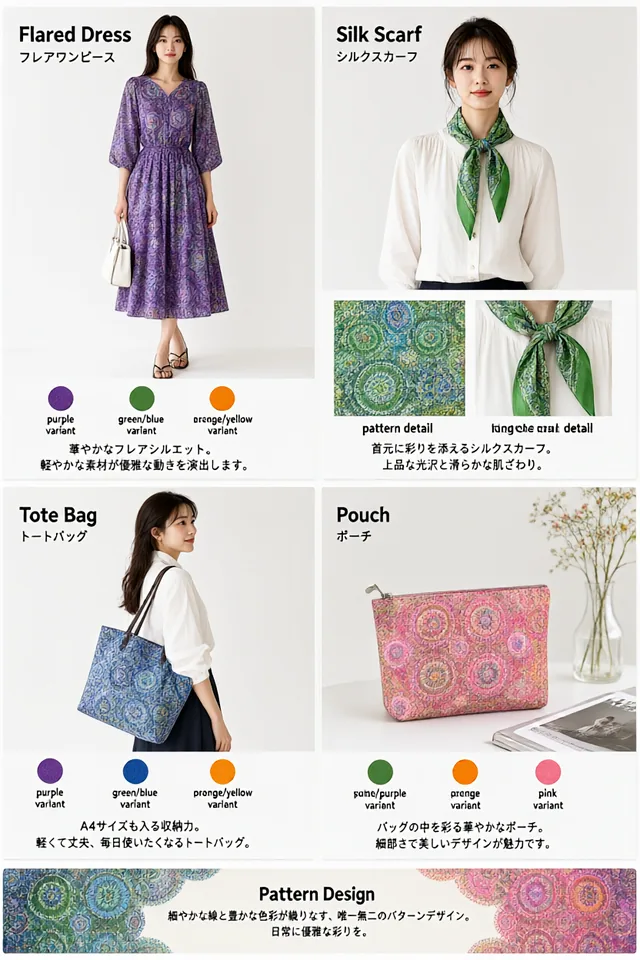 Flared Dress
フレアワンピース
purple
variant
green/blue
variant
orange/yellow
variant
華やかなフレアシルエット。
軽やかな素材が優雅な動きを演出します。
Silk Scarf
シルクスカーフ
pattern detail
detail
首元に彩りを添えるシルクスカーフ。
上品な光沢と滑らかな肌ざわり。
Tote Bag
トートバッグ
purple
variant
green/blue
variant
pronge/yellow
variant
A4サイズも入る収納力。
軽くて丈夫、毎日使いたくなるトートバッグ。
Pouch
ポーチ
/purple
variant
variant
pink
variant
バッグの中を彩る華やかなポーチ。
細部さで美しいデザインが魅力です。
Pattern Design
細やかな線と豊かな色彩が織りなす、唯一無二のパターンデザイン。
日常に優雅な彩りを。